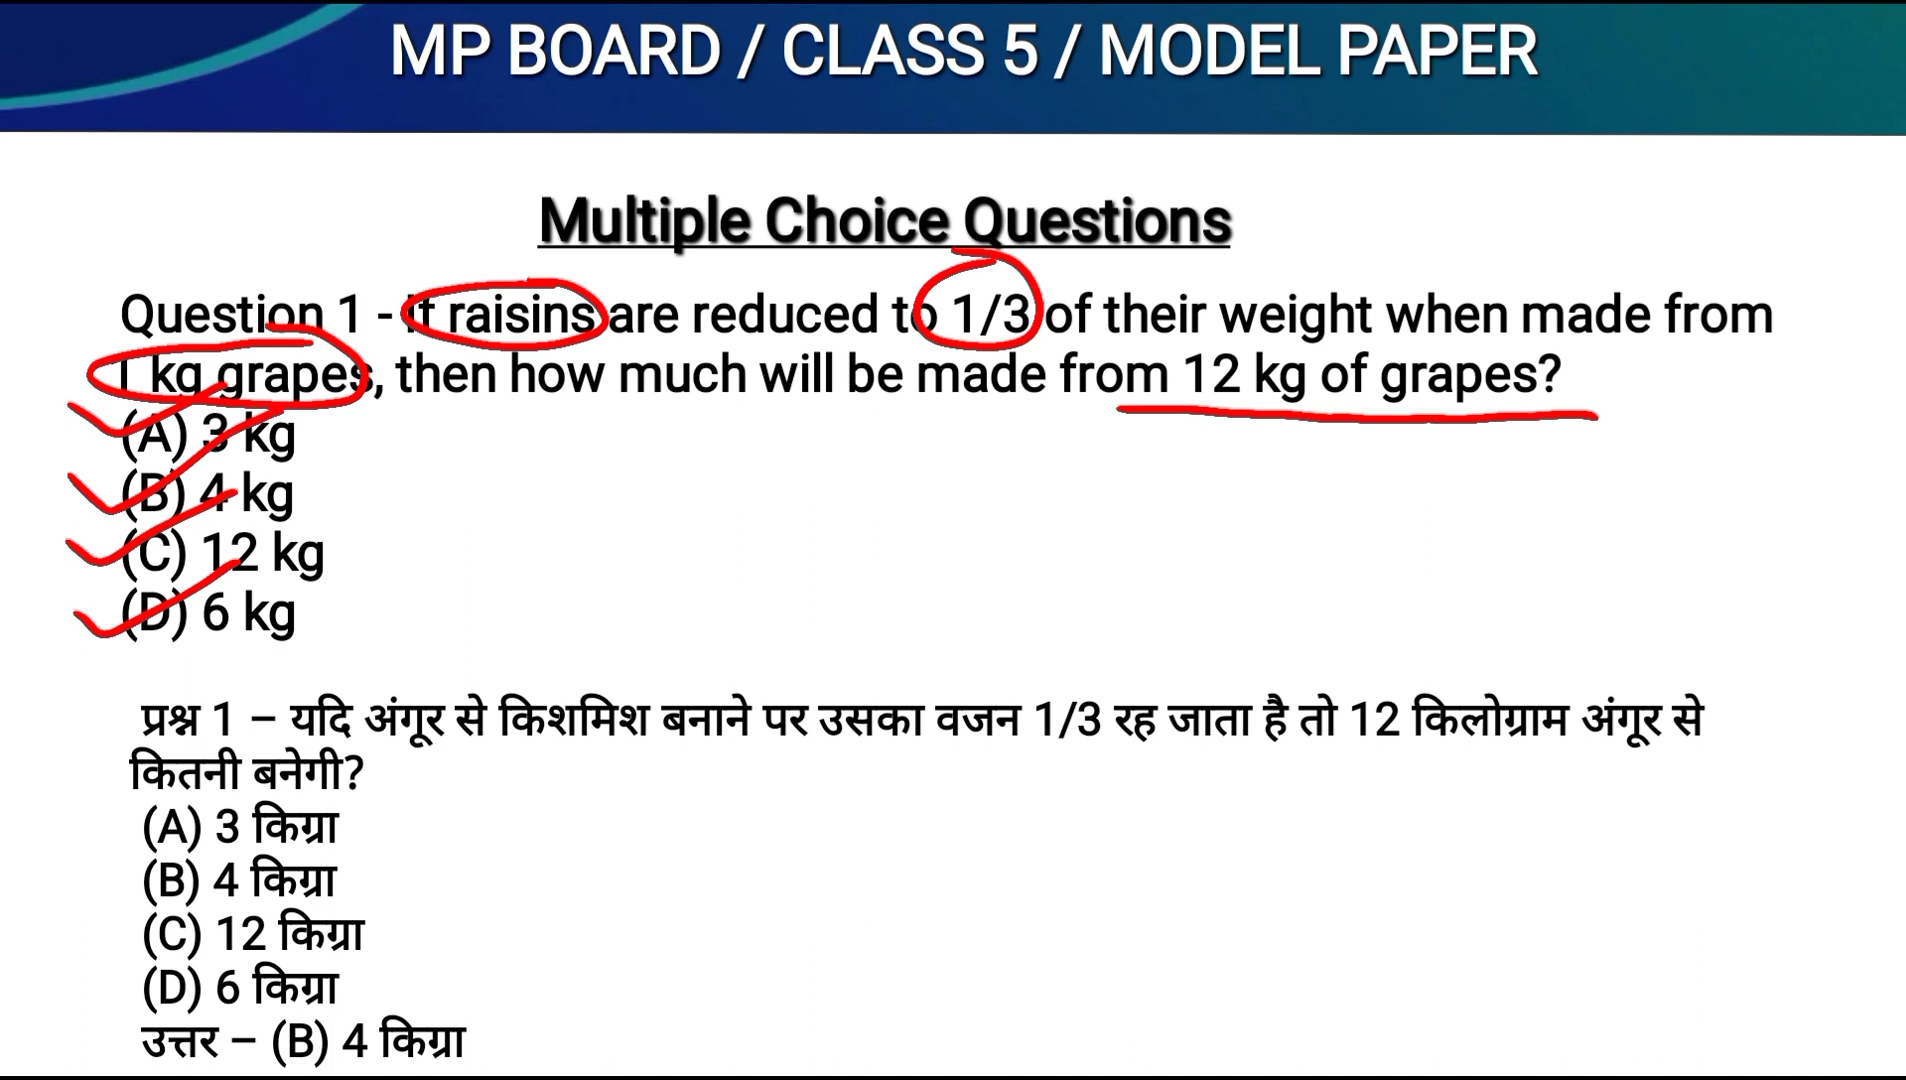 MP BOARD / CLASS 5 / MODEL PAPER
Multiple Choice Questions
Question 1 - If raisins are reduced to 1/3 of their weight when made from
1 kg grapes, then how much will be made from 12 kg of grapes?
(A) 3 kg
(B) 4 kg
(C) 12 kg
(D) 6 kg
प्रश्न 1 – यदि अंगूर से किशमिश बनाने पर उसका वजन 1/3 रह जाता है तो 12 किलोग्राम अंगूर से
कितनी बनेगी?
(A) 3 किग्रा
(B) 4 किग्रा
(C) 12 किग्रा
(D) 6 किग्रा
उत्तर – (B) 4 किग्रा